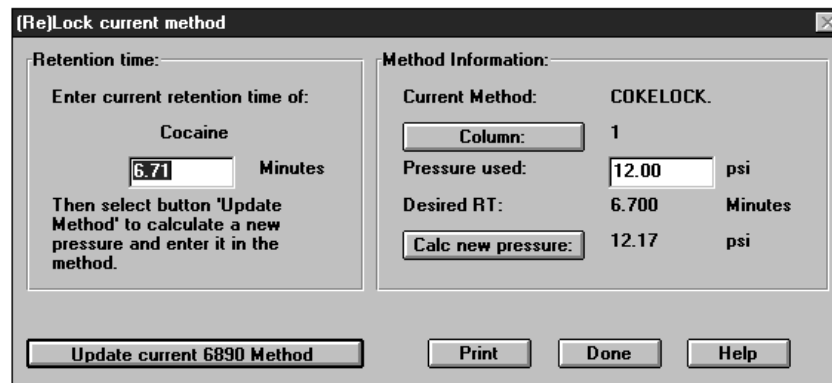 (Re)Lock current method
Retention time:
Enter current retention time of:
Cocaine
6.71 Minutes
Then select button 'Update
Method' to calculate a new
pressure and enter it in the
method.
Method Information:
Current Method: COKELOCK.
Column: 1
Pressure used: 12.00 psi
Desired RT: 6.700 Minutes
Calc new pressure: 12.17 psi
Update current 6890 Method
Print Done Help